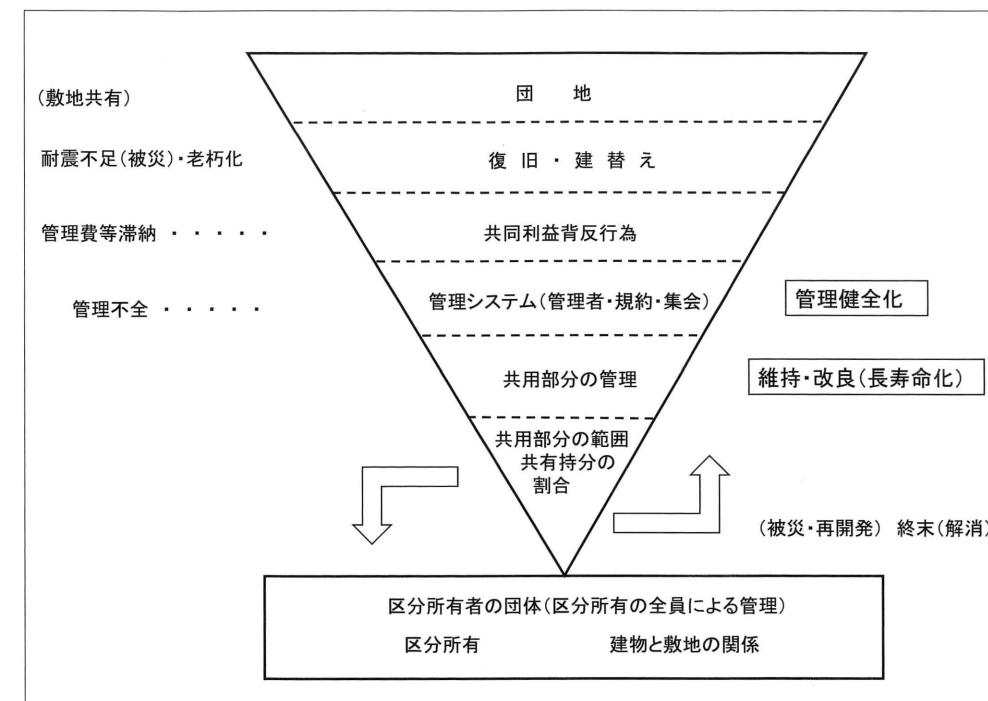 団　地
(敷地共有)
復 旧 ・ 建 替 え
耐震不足(被災)・老朽化
共同利益背反行為
管理費等滞納 ・ ・ ・ ・ ・
管理システム(管理者・規約・集会)
管理健全化
管理不全 ・ ・ ・ ・ ・
共用部分の管理
維持・改良(長寿命化)
共用部分の範囲
共有持分の
割合
(被災・再開発) 終末(解消)
区分所有者の団体(区分所有の全員による管理)
区分所有　建物と敷地の関係